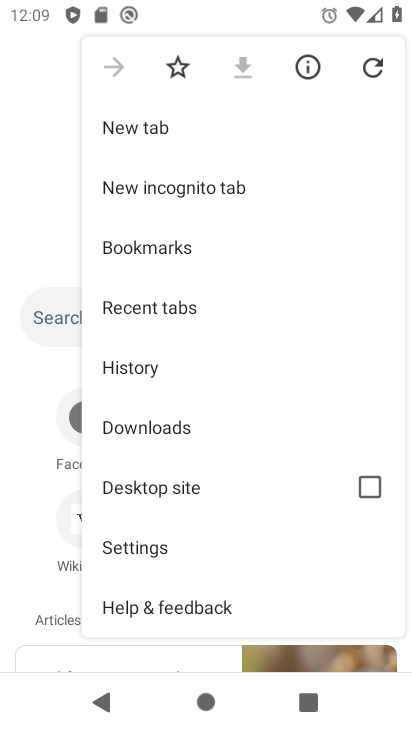 12:09
New tab
New incognito tab
Bookmarks
Recent tabs
Search
History
Downloads
Face
Desktop site
Settings
Wiki
Help & feedback
Articles